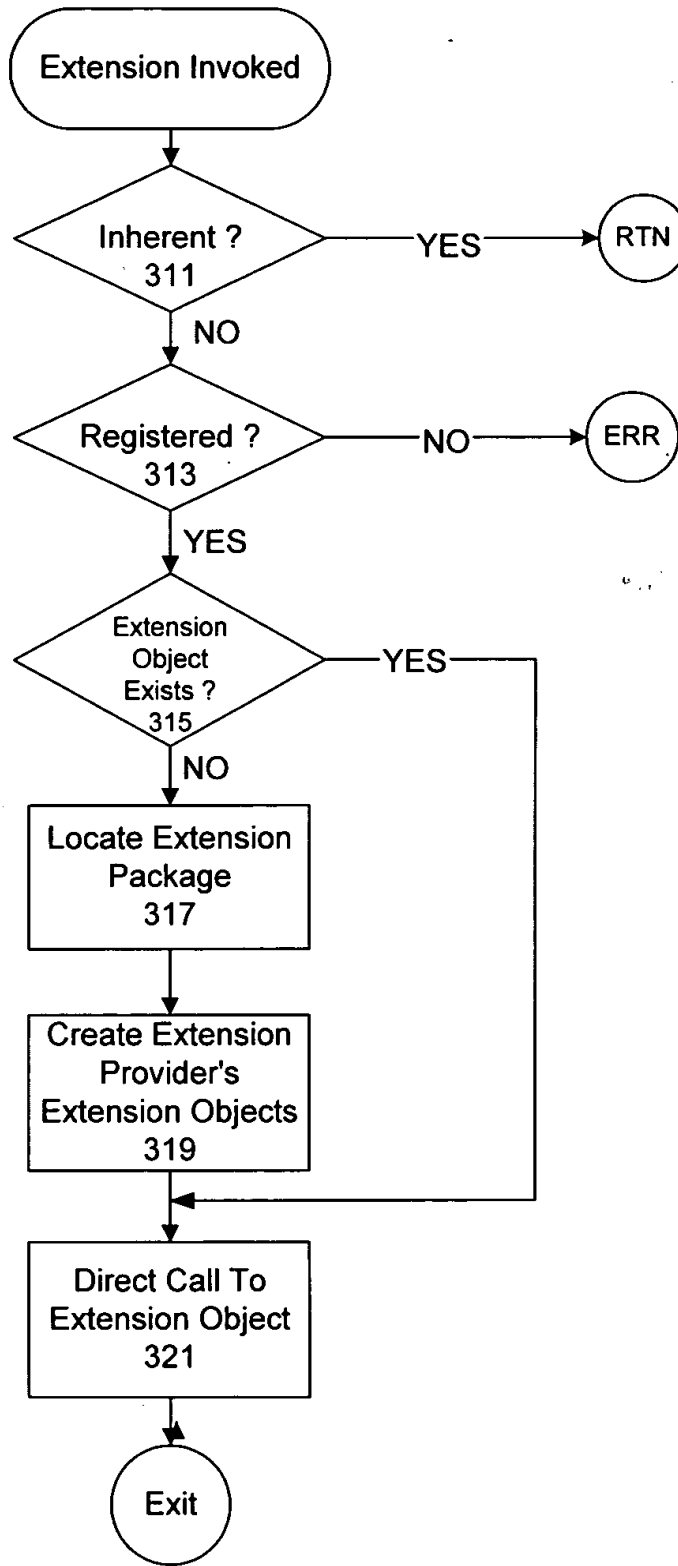 Extension Invoked
Inherent ?
311
YES
RTN
NO
Registered ?
313
NO
ERR
YES
Extension
Object
Exists ?
315
YES
NO
Locate Extension
Package
317
Create Extension
Provider's
Extension Objects
319
Direct Call To
Extension Object
321
Exit